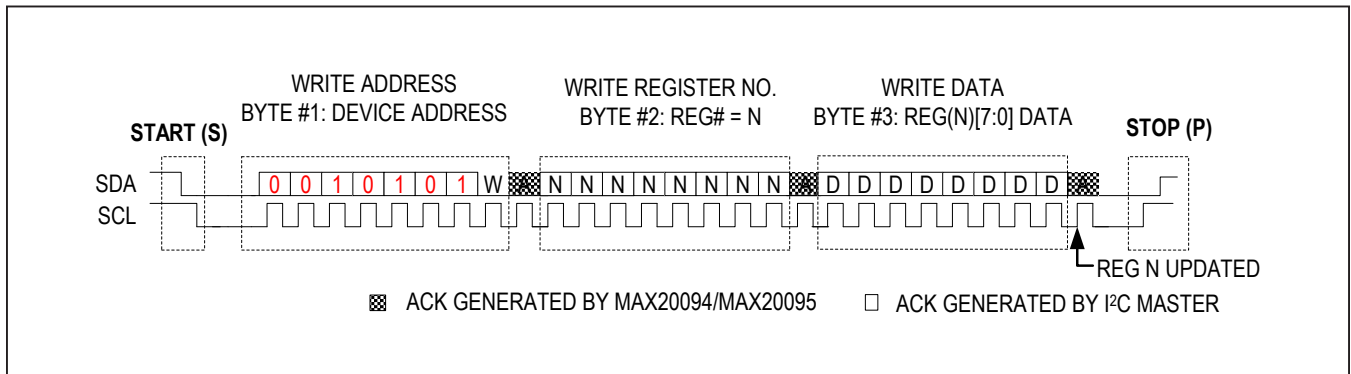 WRITE ADDRESS
BYTE #1: DEVICE ADDRESS
WRITE REGISTER NO.
BYTE #2: REG# = N
WRITE DATA
BYTE #3: REG(N)[7:0] DATA
START (S)
STOP (P)
SDA 0 0 1 0 1 0 1 W A N N N N N N N N A D D D D D D D D A
SCL
REG N UPDATED
ACK GENERATED BY MAX20094/MAX20095
ACK GENERATED BY I²C MASTER